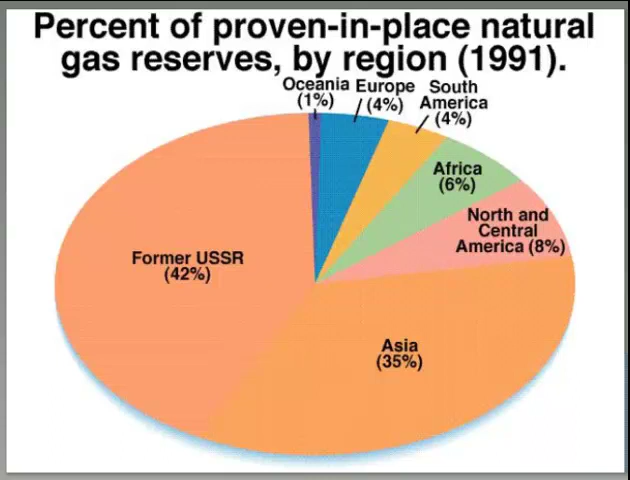 Percent of proven-in-place natural
gas reserves, by region (1991).
Oceania
(1%)
Europe
(4%)
South
America
(4%)
Africa
(6%)
North and
Central
America (8%)
Former USSR
(42%)
Asia
(35%)